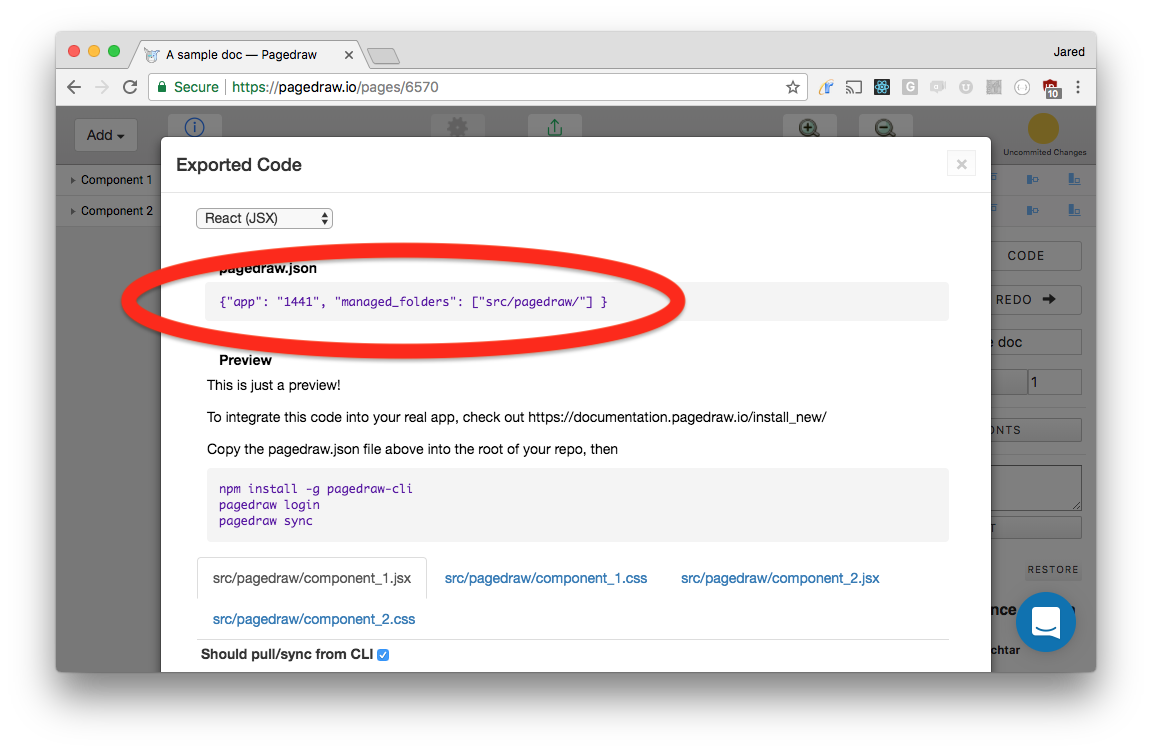 A sample doc — Pagedraw
Jared
Secure https://pagedraw.io/pages/6570
10
Add
Uncommited Changes
Component 1
Component 2
Exported Code
React (JSX)
pagedraw.json
{"app": "1441", "managed_folders": ["src/pagedraw/"] }
Preview
This is just a preview!
To integrate this code into your real app, check out https://documentation.pagedraw.io/install_new/
Copy the pagedraw.json file above into the root of your repo, then
npm install -g pagedraw-cli
pagedraw login
pagedraw sync
src/pagedraw/component_1.jsx src/pagedraw/component_1.css src/pagedraw/component_2.jsx
src/pagedraw/component_2.css
Should pull/sync from CLI
CODE
REDO
doc
1
RESTORE